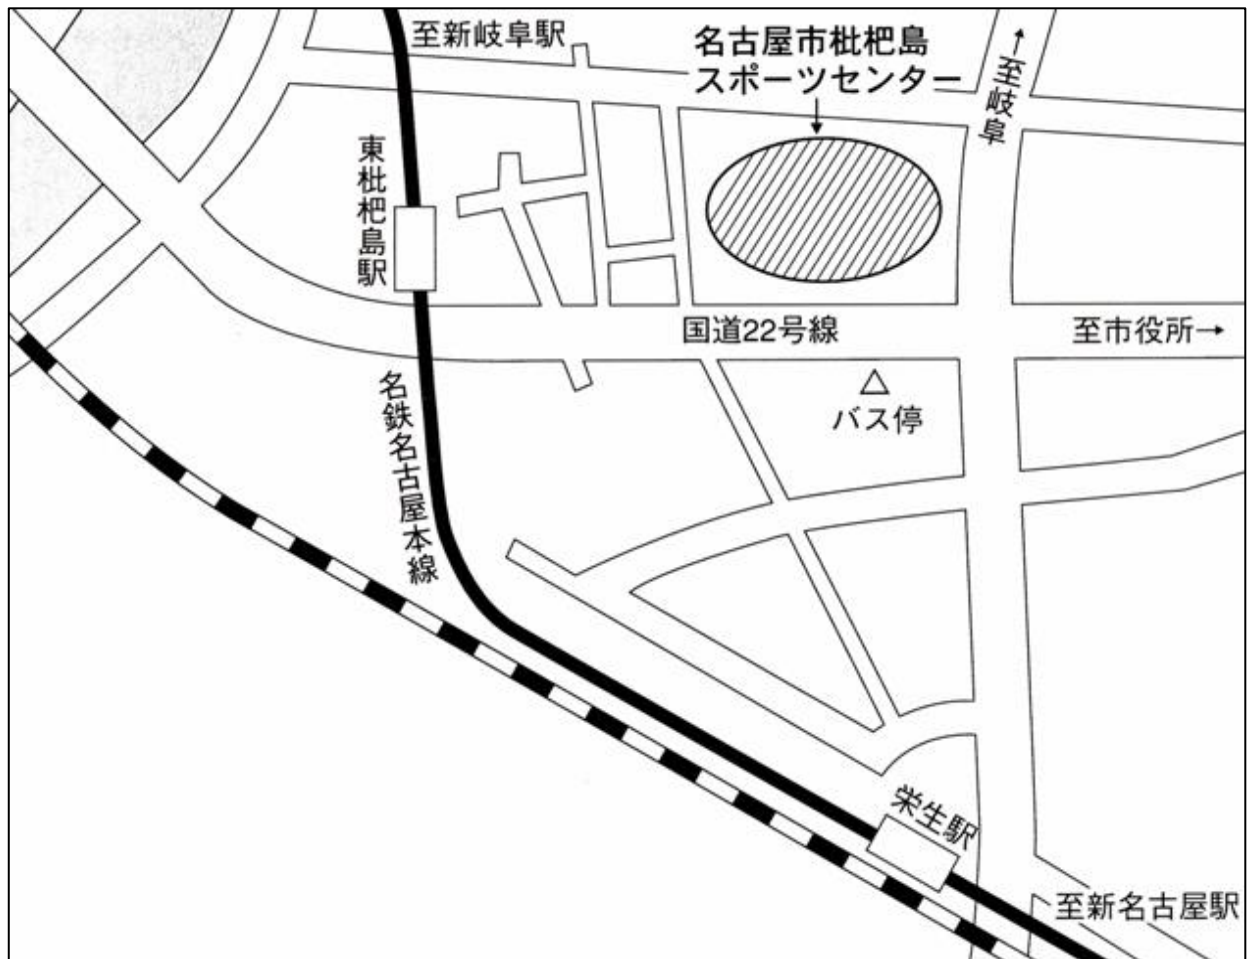 至新岐阜駅
名古屋市枇杷島
スポーツセンター
至岐阜
東枇杷島駅
国道22号線
至市役所→
バス停
名鉄名古屋本線
栄生駅
至新名古屋駅